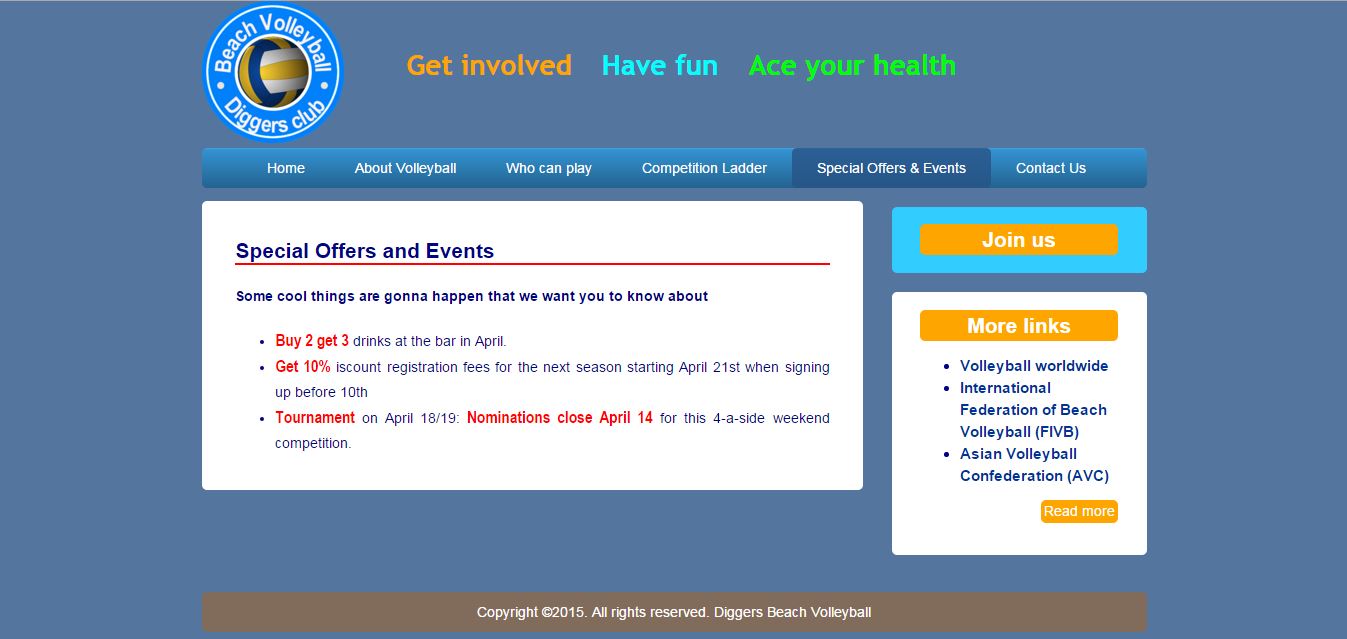 Beach Volleyball
Diggers club
Get involved Have fun Ace your health
Home About Volleyball Who can play Competition Ladder Special Offers & Events Contact Us
Special Offers and Events
Some cool things are gonna happen that we want you to know about
• Buy 2 get 3 drinks at the bar in April.
• Get 10% iscount registration fees for the next season starting April 21st when signing
up before 10th
• Tournament on April 18/19: Nominations close April 14 for this 4-a-side weekend
competition.
Join us
More links
• Volleyball worldwide
• International
Federation of Beach
Volleyball (FIVB)
• Asian Volleyball
Confederation (AVC)
Read more
Copyright ©2015. All rights reserved. Diggers Beach Volleyball